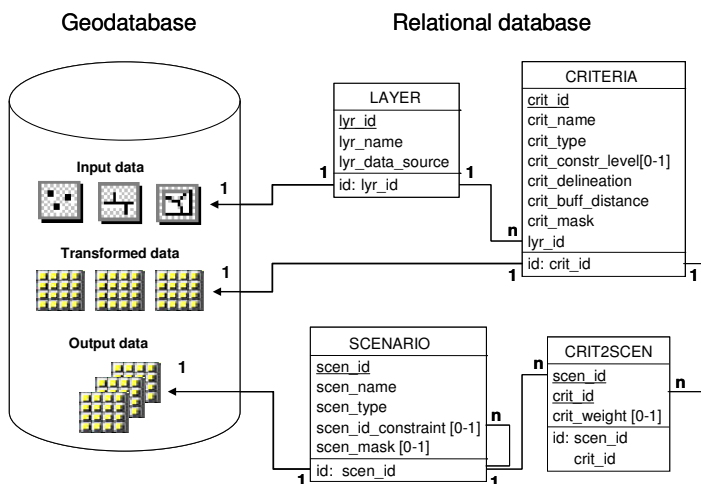 Geodatabase
Relational database
Input data
1
Transformed data
1
Output data
1
LAYER
lyr_id
lyr_name
lyr_data_source
id: lyr_id
1
1
CRITERIA
crit_id
crit_name
crit_type
crit_constr_level[0-1]
crit_delineation
crit_buff_distance
crit_mask
lyr_id
id: crit_id
n
1
1
SCENARIO
scen_id
scen_name
scen_type
scen_id_constraint [0-1]
scen_mask [0-1]
id: scen_id
n
1
1
CRIT2SCEN
scen_id
crit_id
crit_weight [0-1]
id: scen_id
crit_id
n
n